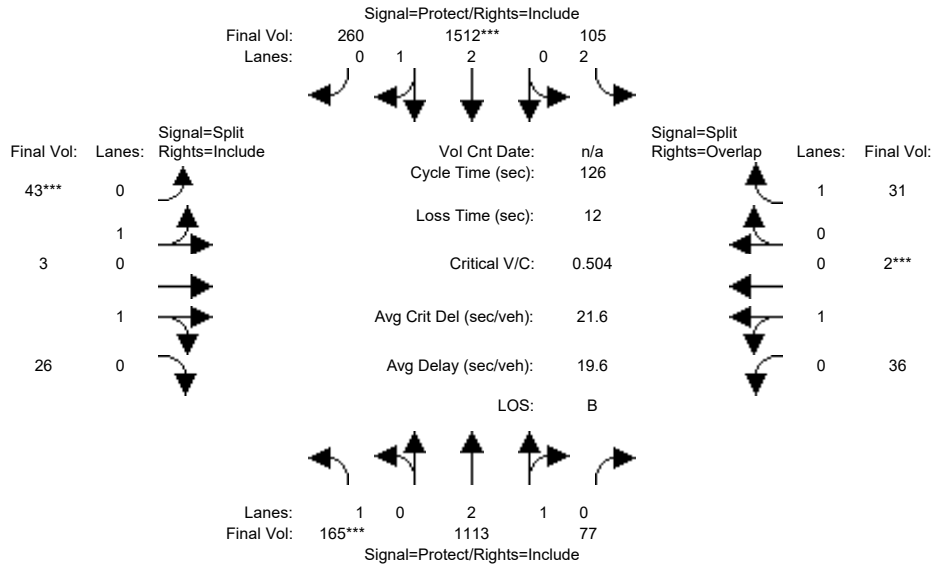 Signal=Protect/Rights=Include
Final Vol: 260 1512*** 105
Lanes: 0 1 2 0 2
Signal=Split
Final Vol: Lanes: Rights=Include
Vol Cnt Date: n/a
Signal=Split
Rights=Overlap Lanes: Final Vol:
Cycle Time (sec): 126
43*** 0
1 31
Loss Time (sec): 12
1
0
3 0
Critical V/C: 0.504
0 2***
1
Avg Crit Del (sec/veh): 21.6
1
26 0
Avg Delay (sec/veh): 19.6
0 36
LOS: B
Lanes: 1 0 2 1 0
Final Vol: 165*** 1113 77
Signal=Protect/Rights=Include